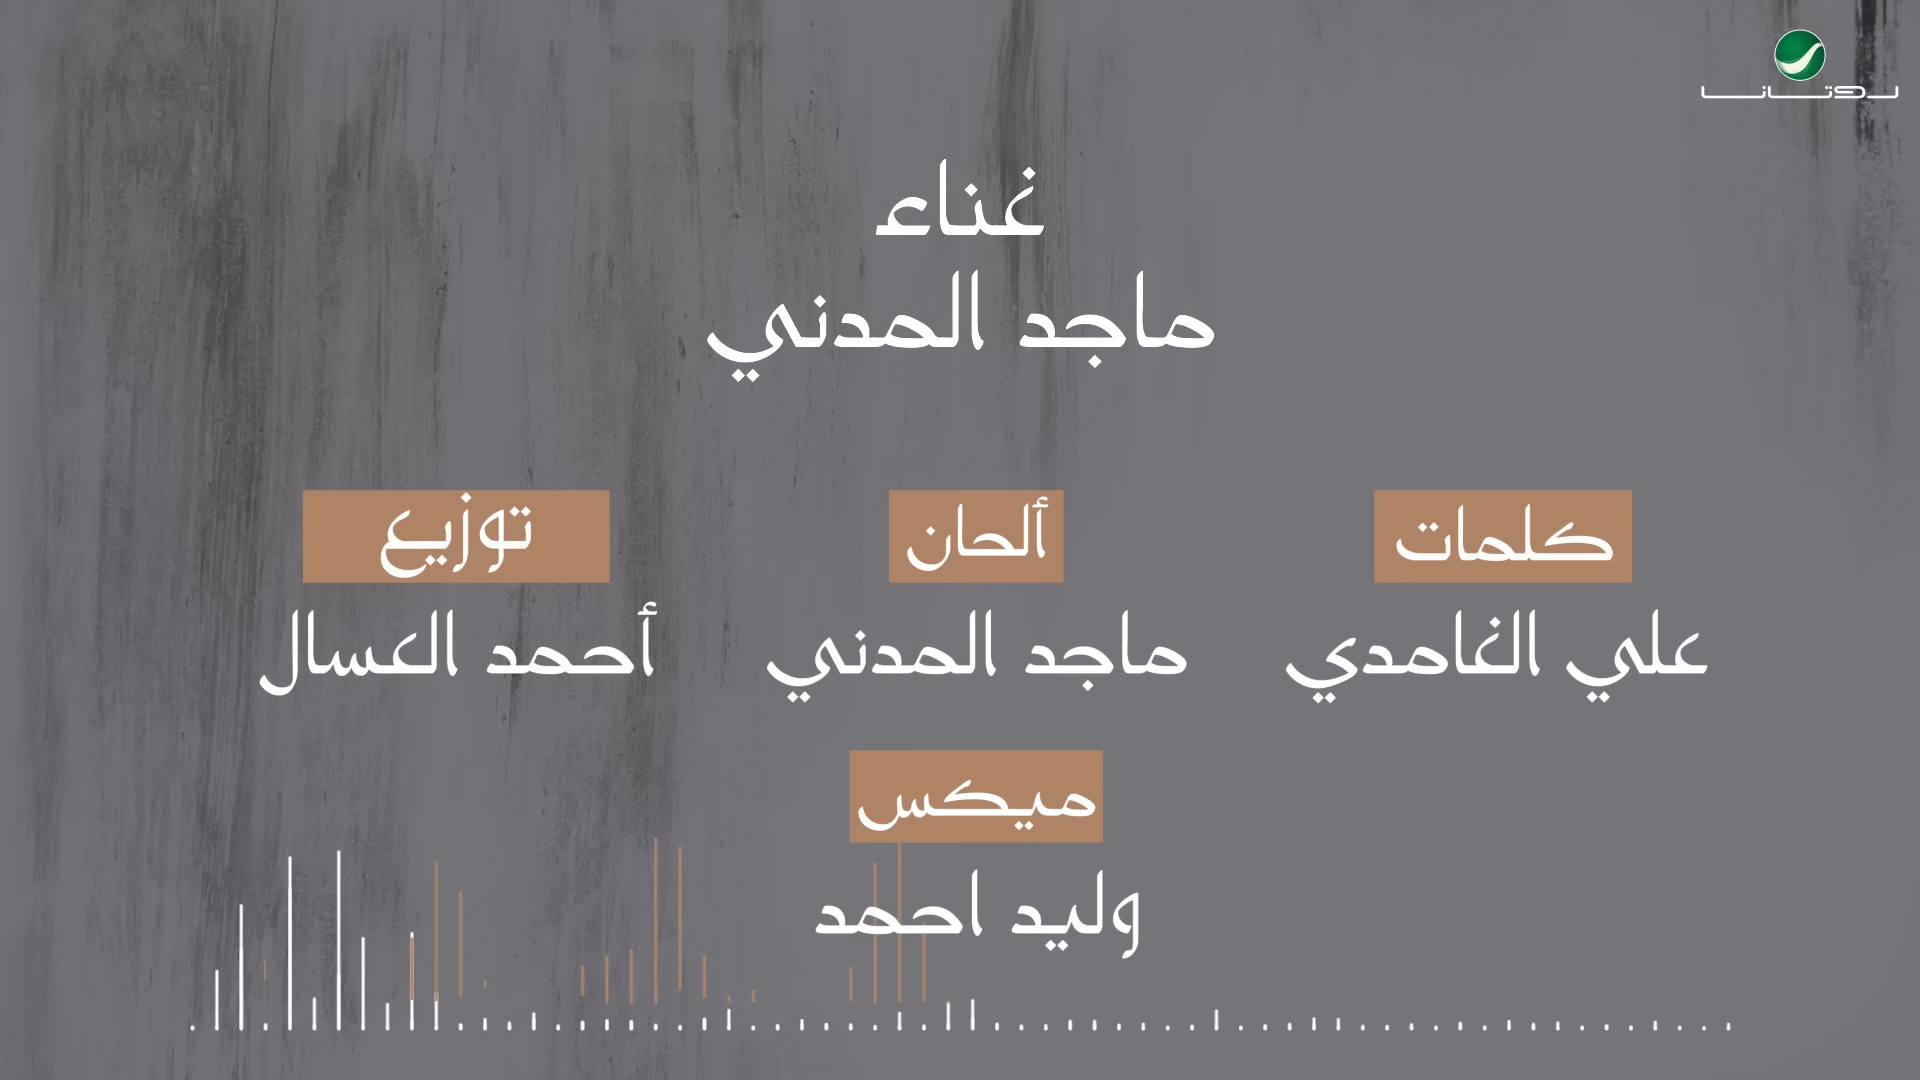 روتانا
غناء
ماجد المدني
كلمات
علي الغامدي
ألحان
ماجد المدني
توزيع
أحمد العسال
ميكس
وليد احمد